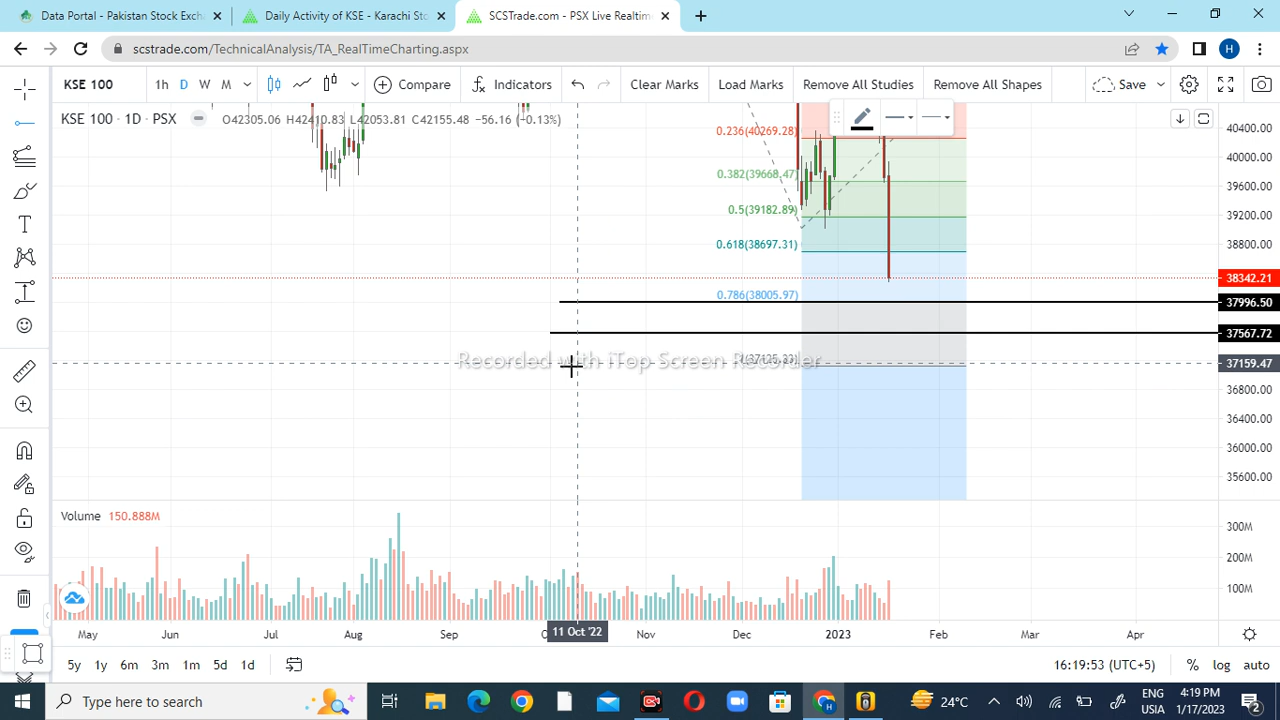 Data Portal - Pakistan Stock Exch
Daily Activity of KSE - Karachi Sto
SCSTrade.com - PSX Live Realtime
scstrade.com/TechnicalAnalysis/TA_RealTimeCharting.aspx
H
KSE 100
1h D W M
Compare
Indicators
Clear Marks
Load Marks
Remove All Studies
Remove All Shapes
Save
KSE 100 · 1D · PSX
O42305.06 H42410.83 L42053.81 C42155.48 −56.16 (−0.13%)
0.236(40269.28)
0.382(39668.47)
0.5(39182.89)
0.618(38697.31)
0.786(38005.97)
40400.00
40000.00
39600.00
39200.00
38800.00
38342.21
37996.50
37567.72
37159.47
36800.00
36400.00
36000.00
35600.00
Recorded with iTop Screen Recorder
Volume 150.888M
300M
200M
100M
May Jun Jul Aug Sep 11 Oct '22 Nov Dec 2023 Feb Mar Apr
5y 1y 6m 3m 1m 5d 1d
16:19:53 (UTC+5) % log auto
Type here to search
24°C
ENG
USIA
4:19 PM
1/17/2023
2